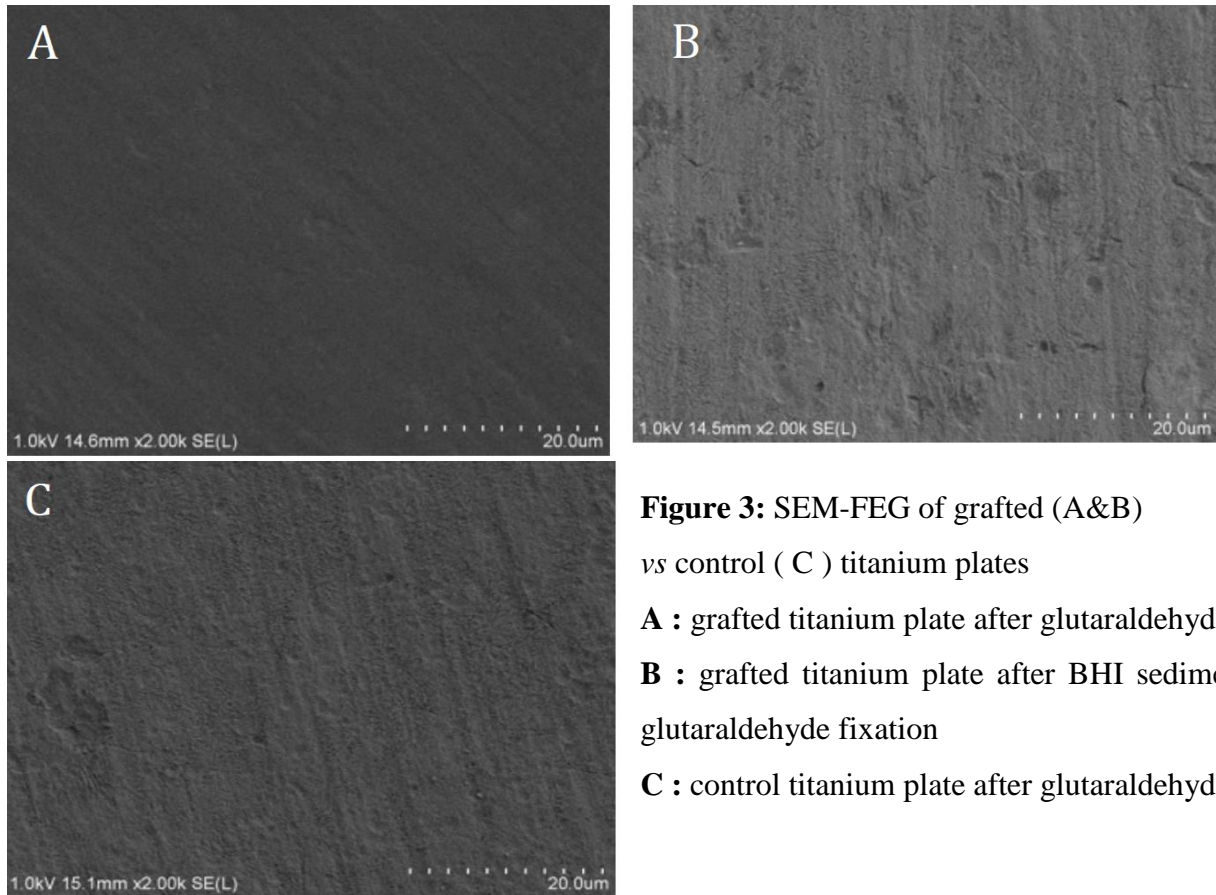 A
1.0kV 14.6mm x2.00k SE(L) 20.0um
B
1.0kV 14.5mm x2.00k SE(L) 20.0um
C
1.0kV 15.1mm x2.00k SE(L) 20.0um
Figure 3: SEM-FEG of grafted (A&B)
vs control ( C ) titanium plates
A : grafted titanium plate after glutaraldehyd
B : grafted titanium plate after BHI sedime
glutaraldehyde fixation
C : control titanium plate after glutaraldehyd